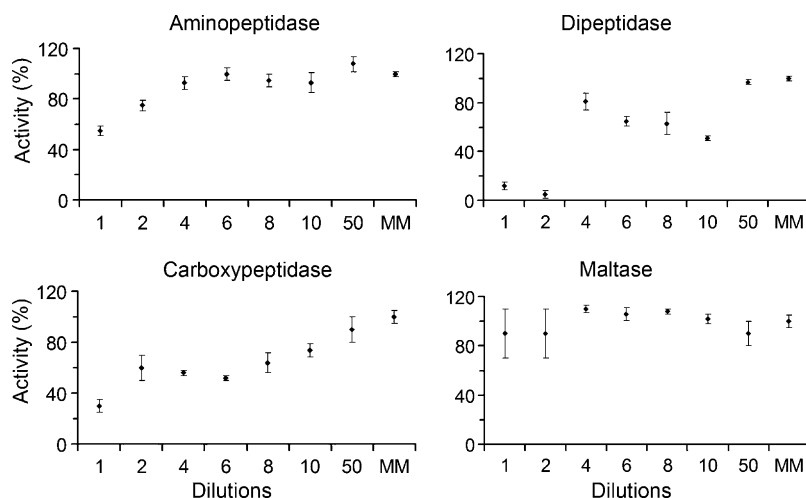 Aminopeptidase
Activity (%)
120
80
40
0
1 2 4 6 8 10 50 MM
Dipeptidase
120
80
40
0
1 2 4 6 8 10 50 MM
Carboxypeptidase
Activity (%)
120
80
40
0
1 2 4 6 8 10 50 MM
Dilutions
Maltase
120
80
40
0
1 2 4 6 8 10 50 MM
Dilutions